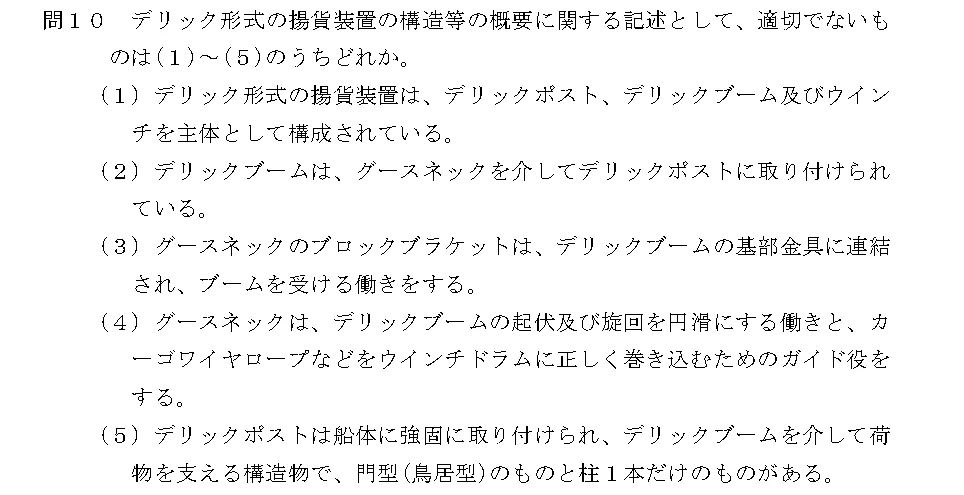 問１０　デリック形式の揚貨装置の構造等の概要に関する記述として、適切でないも
のは(１)～(５)のうちどれか。
(１) デリック形式の揚貨装置は、デリックポスト、デリックブーム及びウイン
チを主体として構成されている。
(２) デリックブームは、グースネックを介してデリックポストに取り付けられ
ている。
(３) グースネックのブロックブラケットは、デリックブームの基部金具に連結
され、ブームを受ける働きをする。
(４) グースネックは、デリックブームの起伏及び旋回を円滑にする働きと、カ
ーゴワイヤロープなどをウインチドラムに正しく巻き込むためのガイド役を
する。
(５) デリックポストは船体に強固に取り付けられ、デリックブームを介して荷
物を支える構造物で、門型(鳥居型)のものと柱１本だけのものがある。